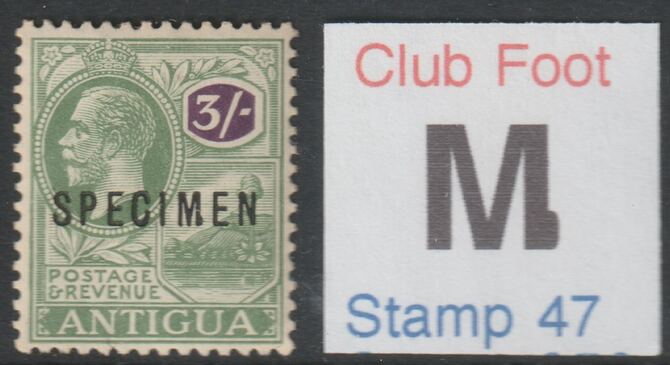 3/-
SPECIMEN
POSTAGE
& REVENUE
ANTIGUA
Club Foot
M
Stamp 47